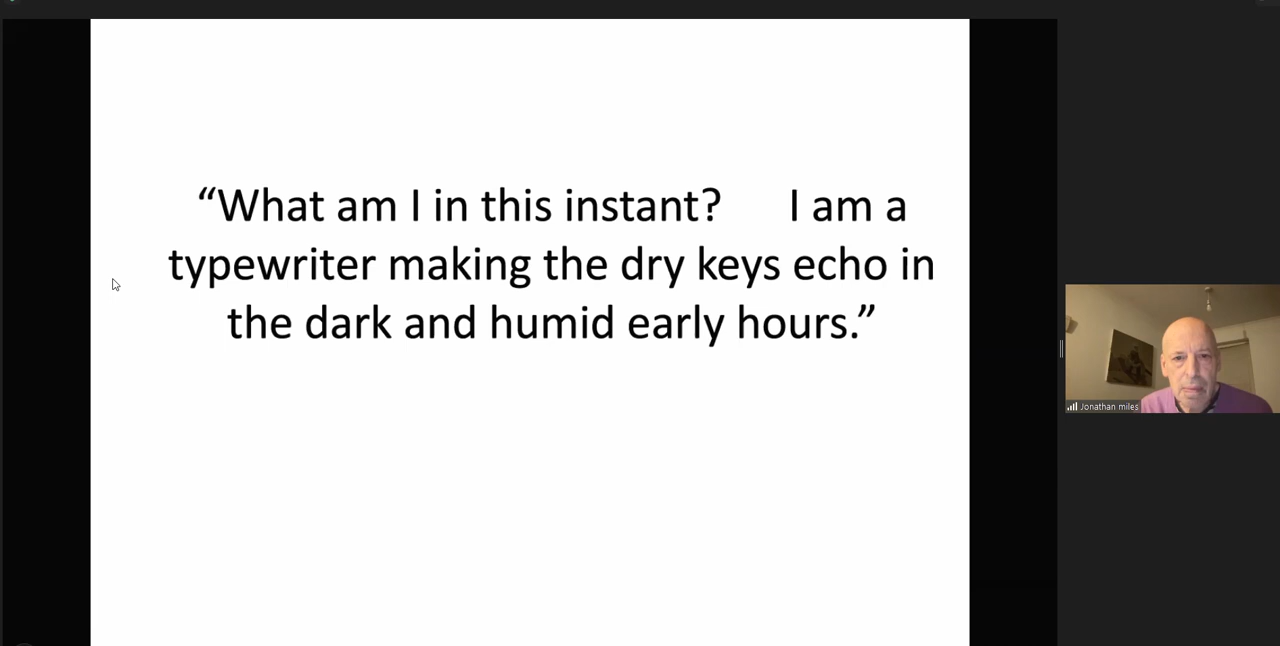 “What am I in this instant?      I am a
typewriter making the dry keys echo in
the dark and humid early hours.”
Jonathan miles